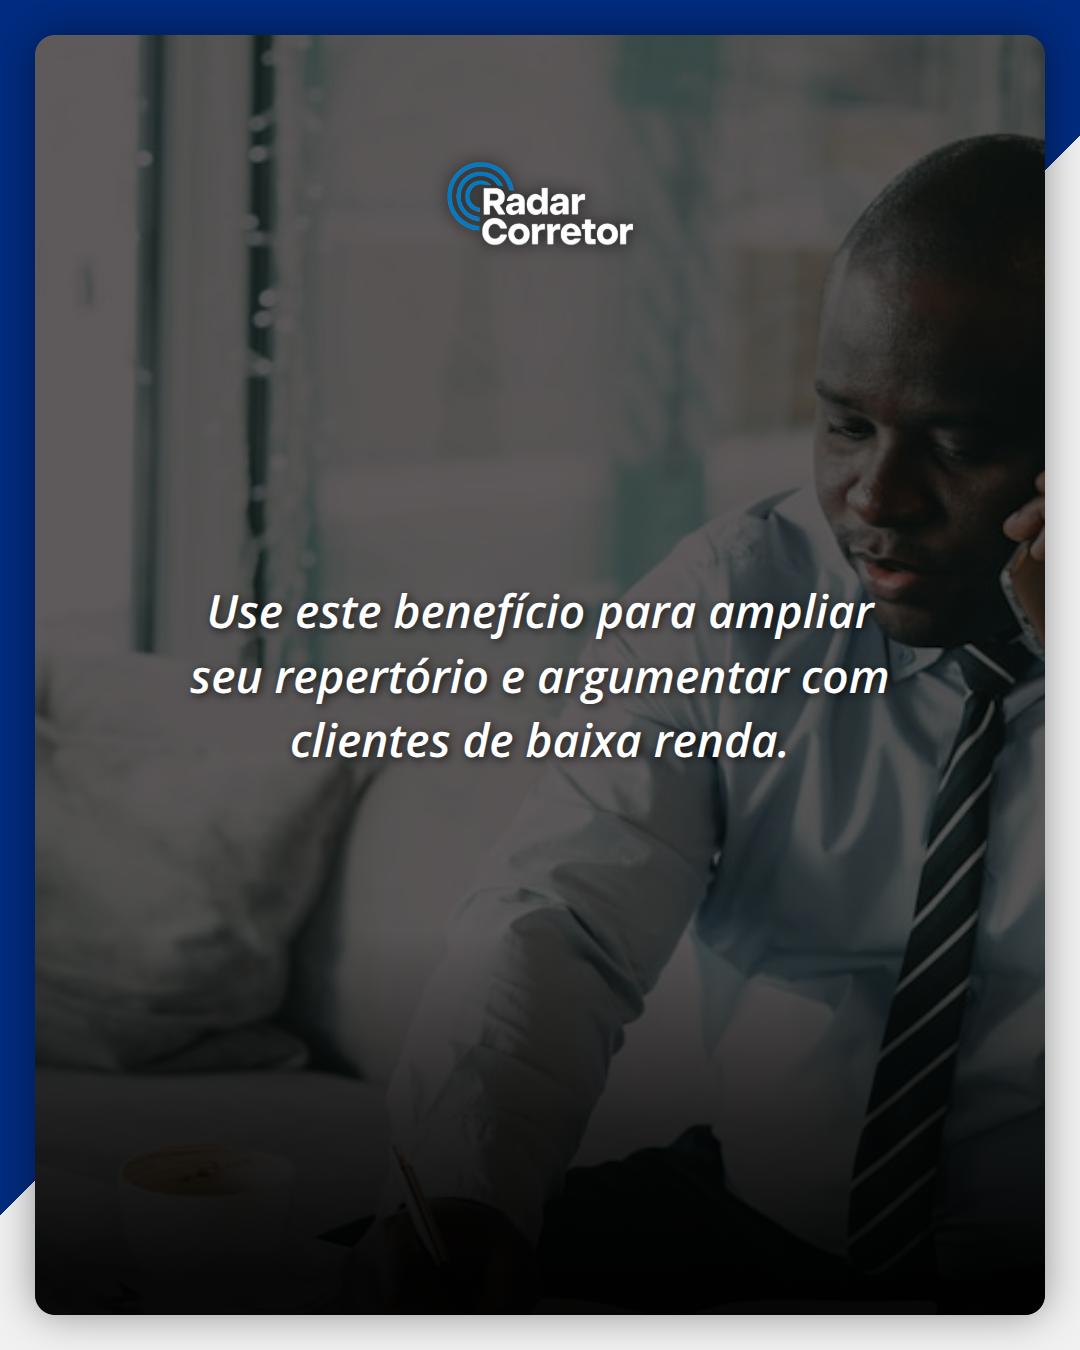 Radar
Corretor
Use este benefício para ampliar
seu repertório e argumentar com
clientes de baixa renda.